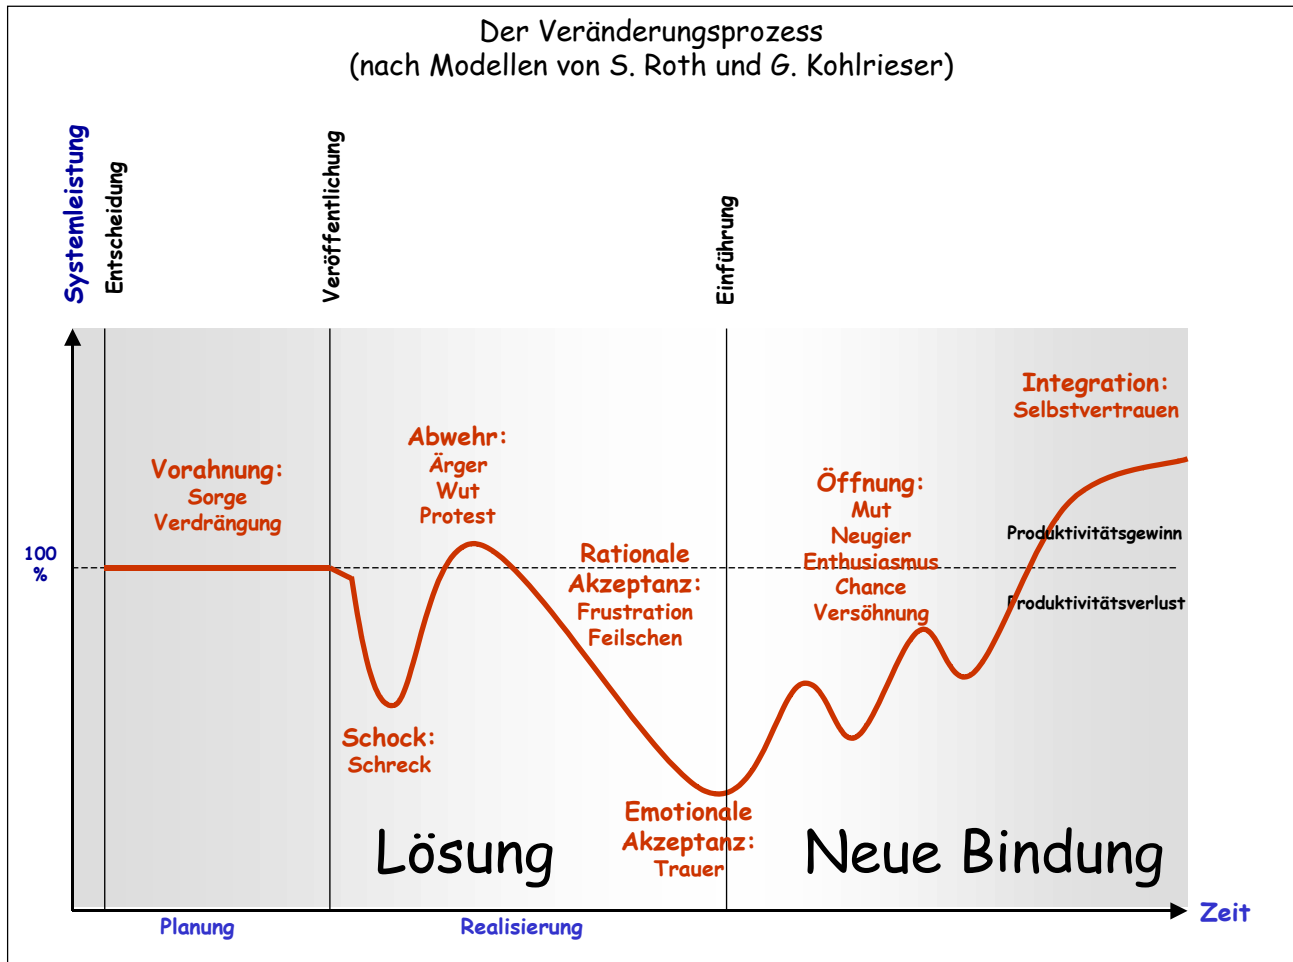 Der Veränderungsprozess
(nach Modellen von S. Roth und G. Kohlrieser)
Systemleistung
Entscheidung
Veröffentlichung
Einführung
Vorahnung:
Sorge
Verdrängung
Abwehr:
Ärger
Wut
Protest
Rationale
Akzeptanz:
Frustration
Feilschen
Öffnung:
Mut
Neugier
Enthusiasmus
Chance
Versöhnung
Integration:
Selbstvertrauen
Produktivitätsgewinn
Produktivitätsverlust
100
%
Schock:
Schreck
Emotionale
Akzeptanz:
Trauer
Lösung
Neue Bindung
Zeit
Planung
Realisierung